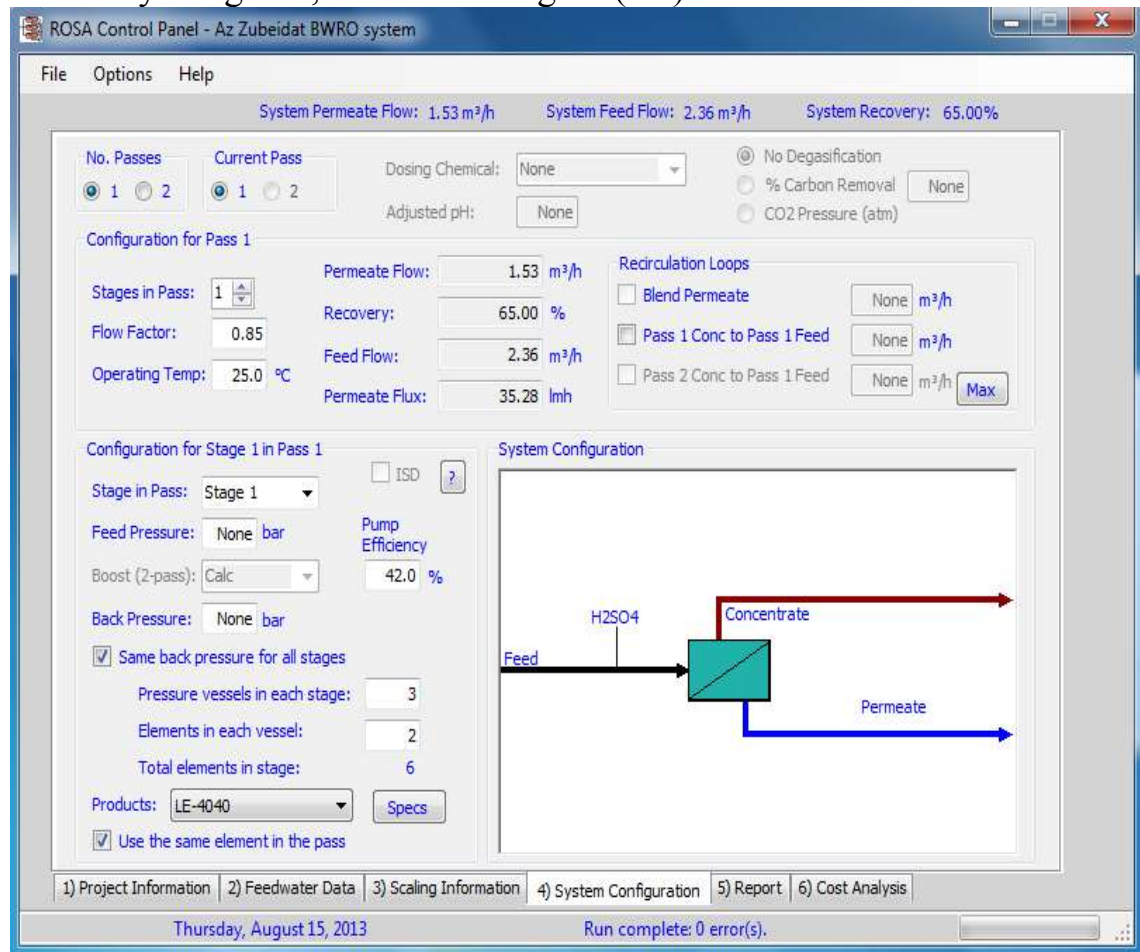 ROSA Control Panel - Az Zubeidat BWRO system
File Options Help
System Permeate Flow: 1.53 m³/h System Feed Flow: 2.36 m³/h System Recovery: 65.00%
No. Passes
1 2
Current Pass
1 2
Dosing Chemical: None
Adjusted pH: None
No Degasification
% Carbon Removal None
CO2 Pressure (atm)
Configuration for Pass 1
Stages in Pass: 1
Flow Factor: 0.85
Operating Temp: 25.0 ºC
Permeate Flow: 1.53 m³/h
Recovery: 65.00 %
Feed Flow: 2.36 m³/h
Permeate Flux: 35.28 lmh
Recirculation Loops
Blend Permeate None m³/h
Pass 1 Conc to Pass 1 Feed None m³/h
Pass 2 Conc to Pass 1 Feed None m³/h Max
Configuration for Stage 1 in Pass 1
ISD ?
Stage in Pass: Stage 1
Feed Pressure: None bar
Pump
Efficiency
42.0 %
Boost (2-pass): Calc
Back Pressure: None bar
Same back pressure for all stages
Pressure vessels in each stage: 3
Elements in each vessel: 2
Total elements in stage: 6
Products: LE-4040 Specs
Use the same element in the pass
System Configuration
H2SO4
Concentrate
Feed
Permeate
1) Project Information 2) Feedwater Data 3) Scaling Information 4) System Configuration 5) Report 6) Cost Analysis
Thursday, August 15, 2013 Run complete: 0 error(s).